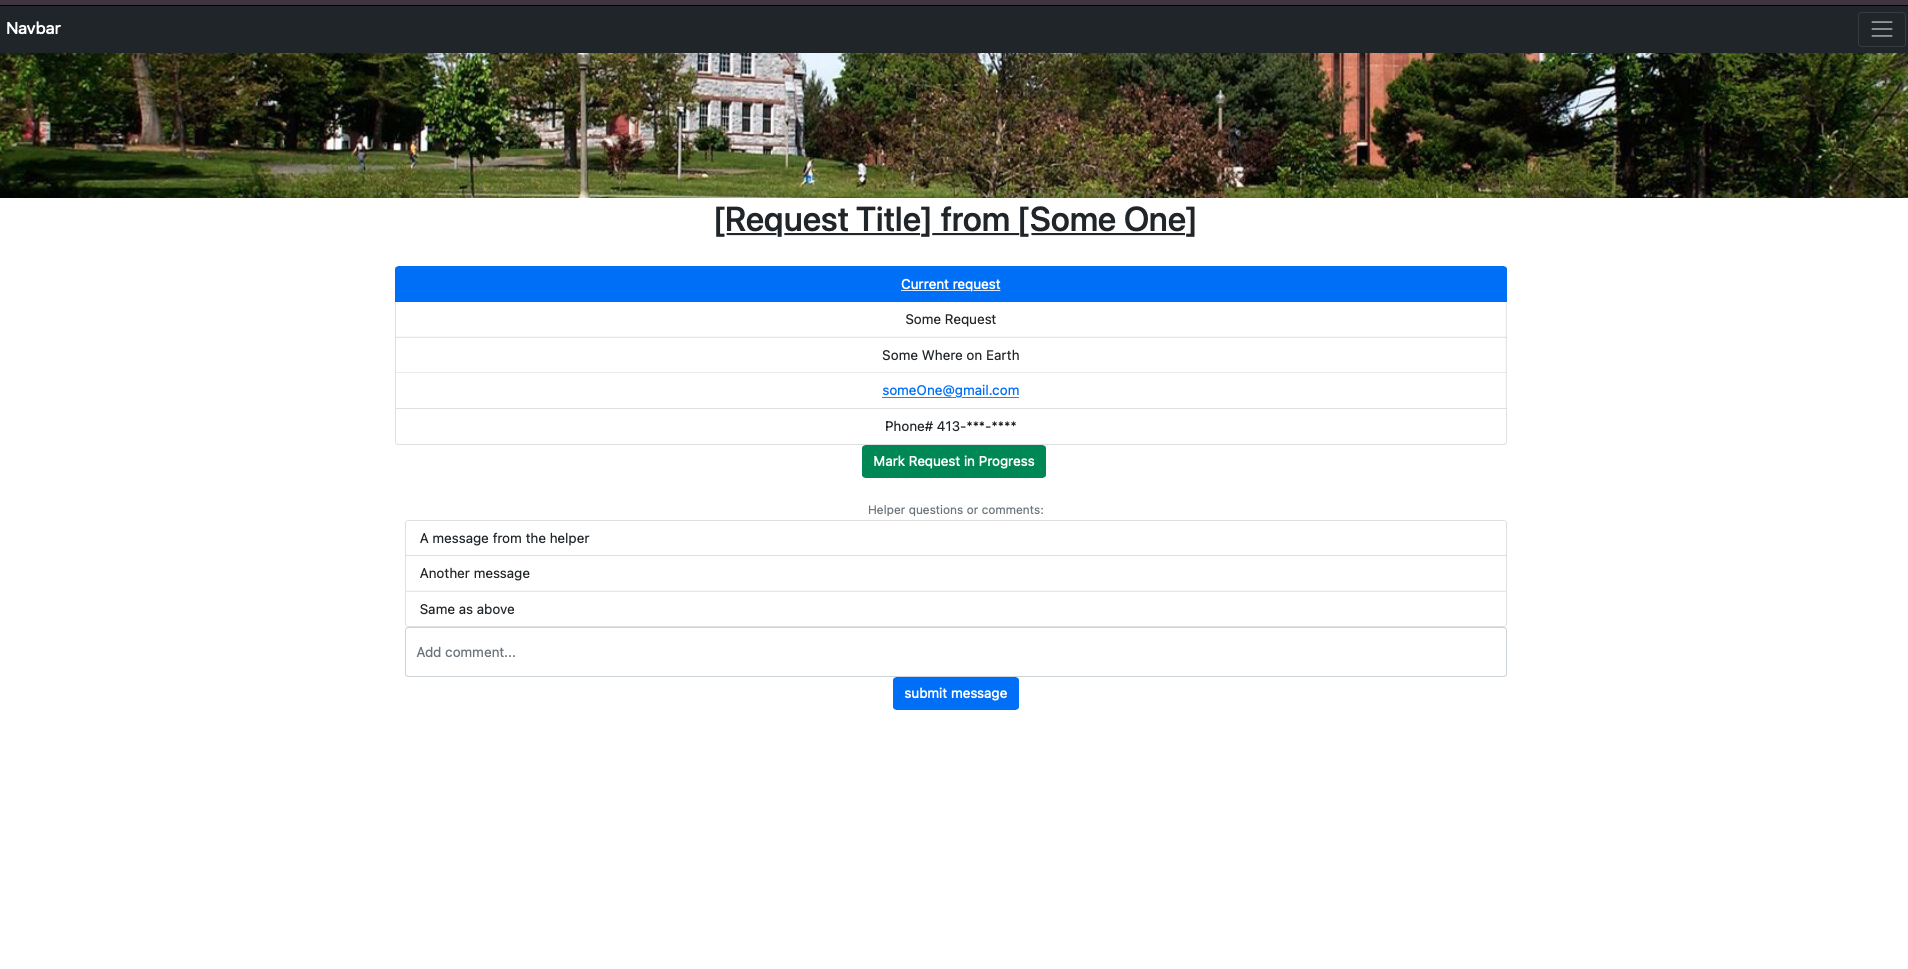 Navbar
[Request Title] from [Some One]
Current request
Some Request
Some Where on Earth
someOne@gmail.com
Phone# 413-***-****
Mark Request in Progress
Helper questions or comments:
A message from the helper
Another message
Same as above
Add comment...
submit message